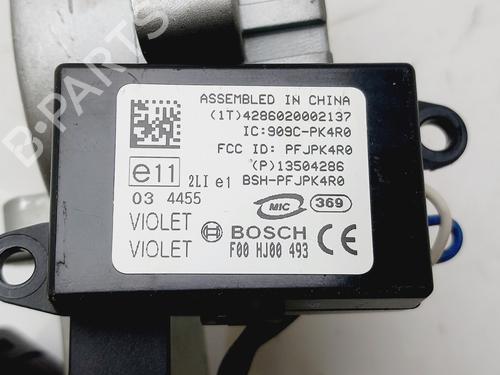 ASSEMBLED IN CHINA
(1T)4286020002137
IC:909C-PK4R0
FCC ID: PFJPK4R0
(P)13504286
e11 2LI e1 BSH-PFJPK4R0
03 4455
MIC 369
VIOLET
VIOLET
BOSCH CE
F00 HJ00 493
B-PARTS